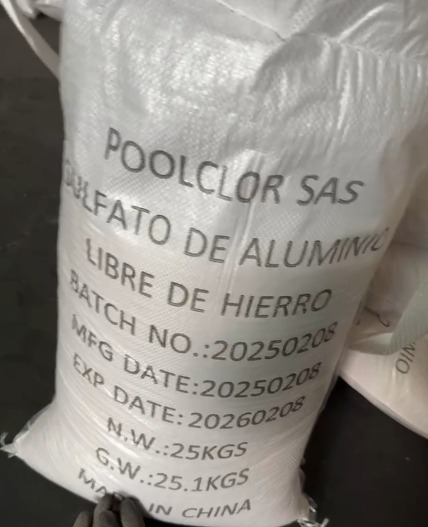 POOLCLOR SAS
SULFATO DE ALUMINIO
LIBRE DE HIERRO
BATCH NO.:20250208
MFG DATE:20250208
EXP DATE: 20260208
N.W.:25KGS
G.W.:25.1KGS
IN CHINA